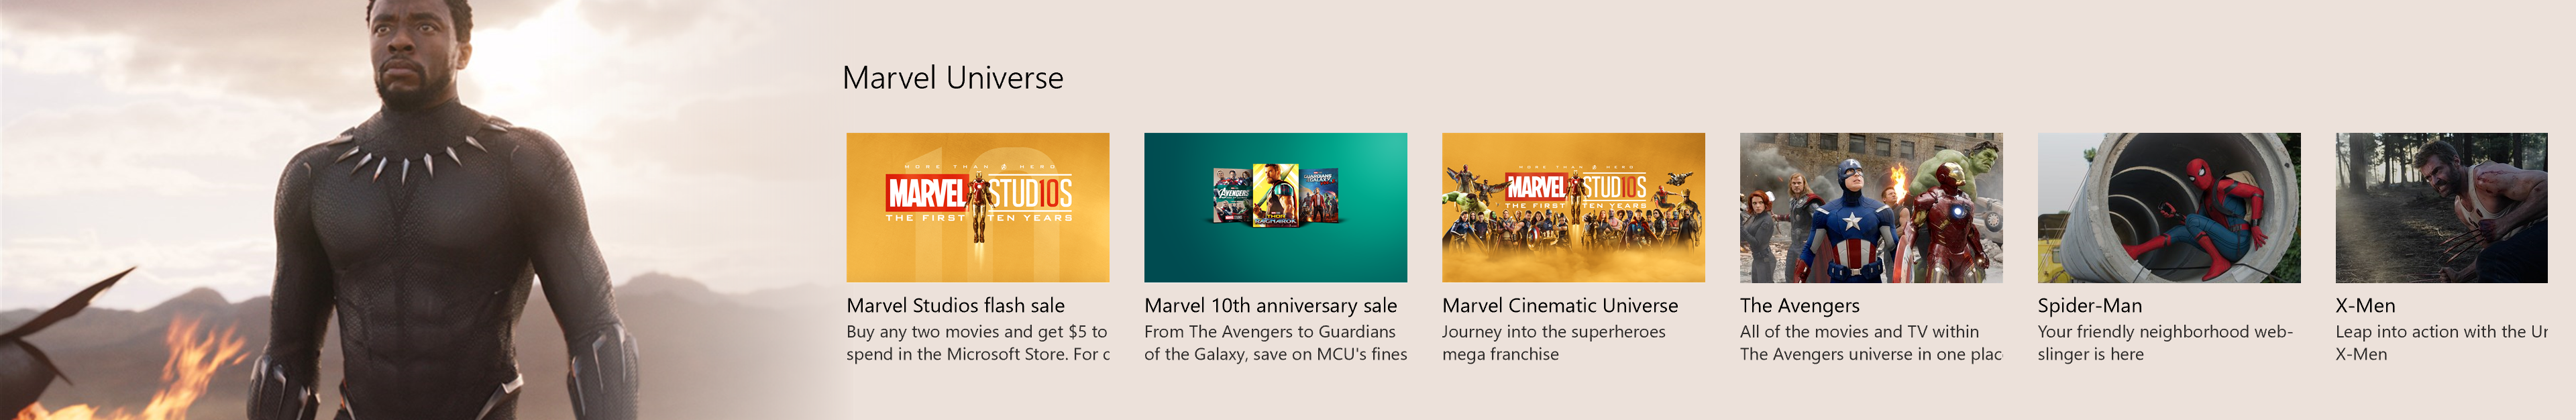 Marvel Universe
MORE THAN A HERO
MARVEL STUD10S
THE FIRST TEN YEARS
AVENGERS
THOR
RAGNAROK
GUARDIANS
GALAXY
MORE THAN A HERO
MARVEL STUD10S
THE FIRST TEN YEARS
Marvel Studios flash sale
Buy any two movies and get $5 to
spend in the Microsoft Store. For c
Marvel 10th anniversary sale
From The Avengers to Guardians
of the Galaxy, save on MCU's fines
Marvel Cinematic Universe
Journey into the superheroes
mega franchise
The Avengers
All of the movies and TV within
The Avengers universe in one plac
Spider-Man
Your friendly neighborhood web-
slinger is here
X-Men
Leap into action with the Ur
X-Men